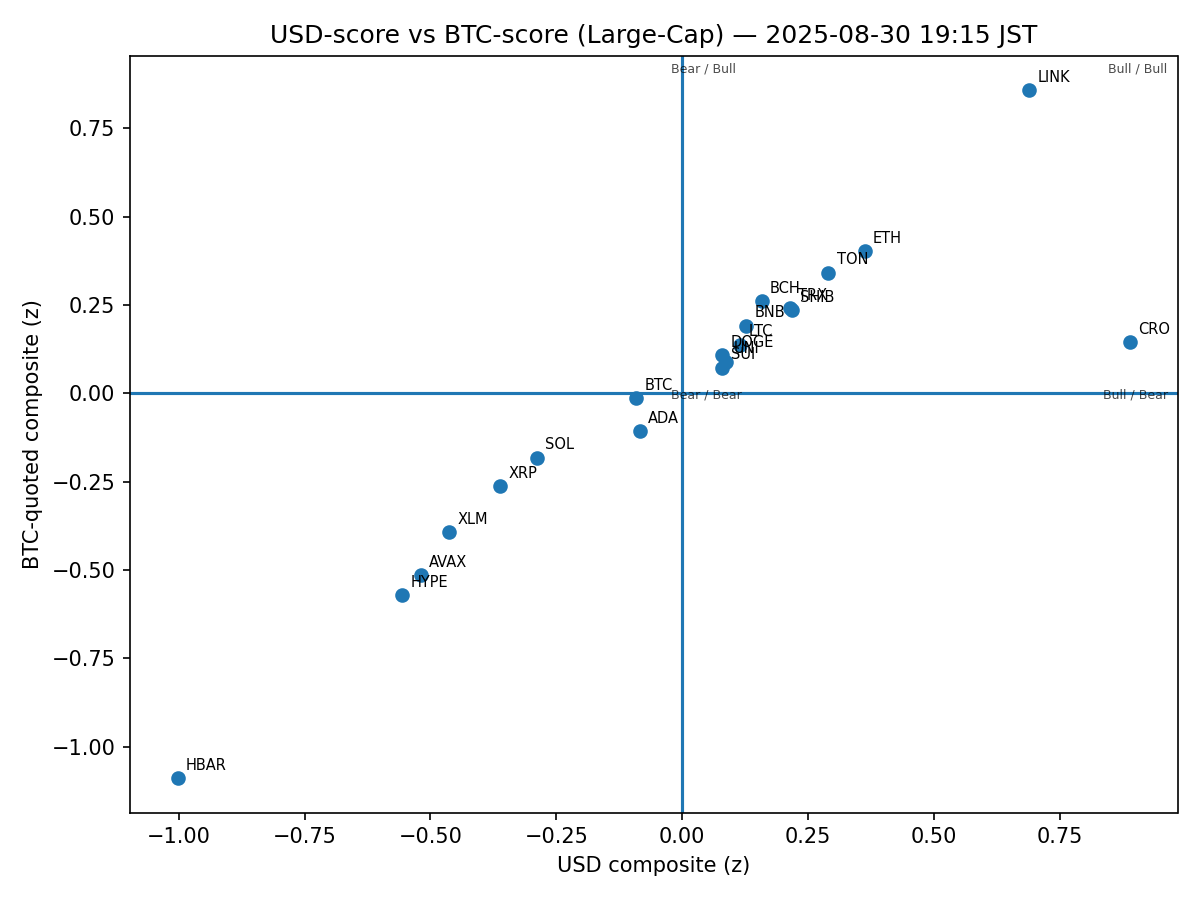 USD-score vs BTC-score (Large-Cap) — 2025-08-30 19:15 JST
Bear / Bull
Bull / Bull
LINK
0.75
0.50
ETH
TON
BCH
TRX
SHIB
0.25
BNB
CRO
LTC
DOGE
UNI
SUI
BTC
0.00
Bear / Bear
Bull / Bear
ADA
SOL
XRP
−0.25
XLM
−0.50
AVAX
HYPE
−0.75
−1.00
HBAR
−1.00
−0.75
−0.50
−0.25
0.00
0.25
0.50
0.75
USD composite (z)
BTC-quoted composite (z)